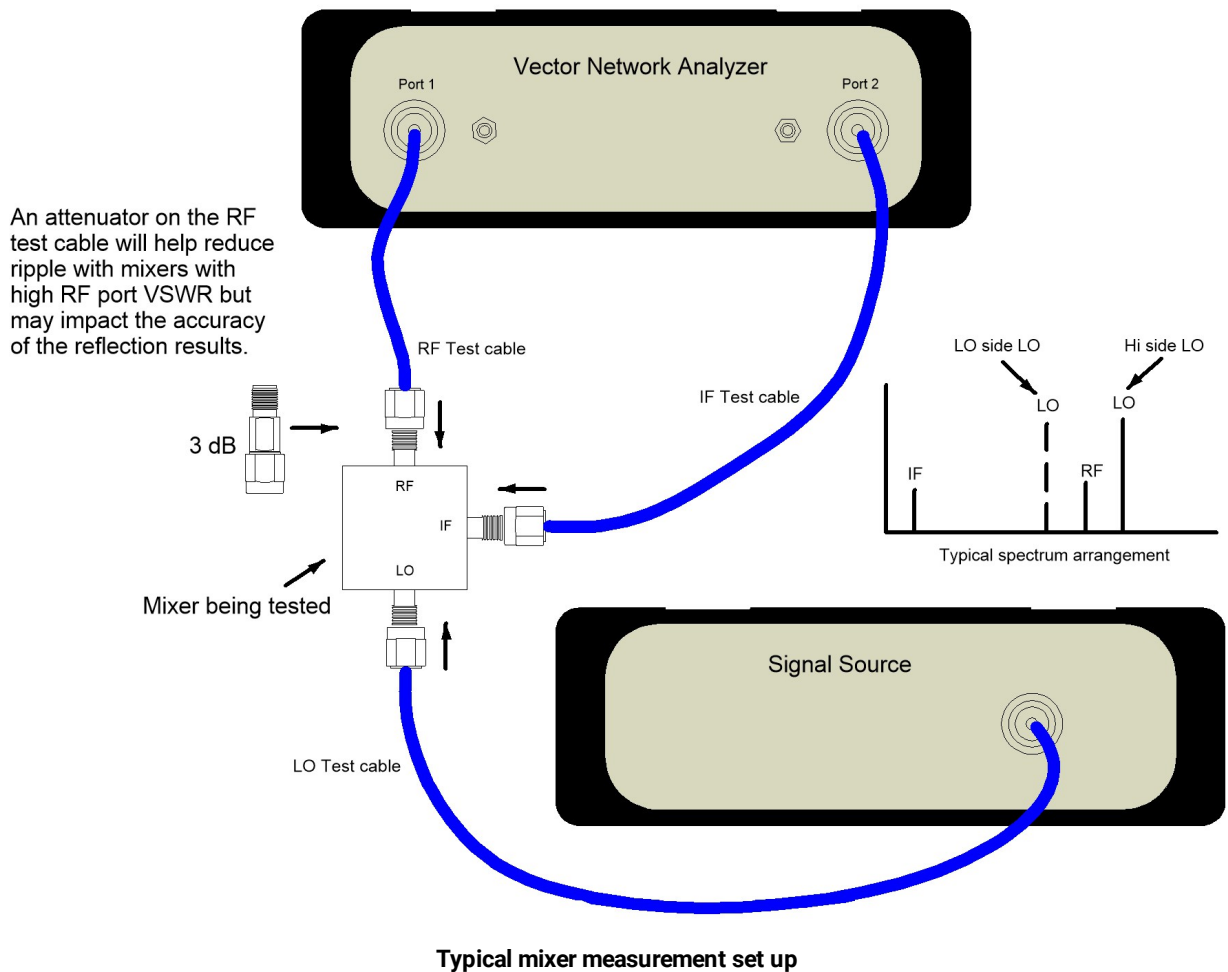 Vector Network Analyzer
Port 1
Port 2
An attenuator on the RF
test cable will help reduce
ripple with mixers with
high RF port VSWR but
may impact the accuracy
of the reflection results.
RF Test cable
IF Test cable
3 dB
RF
IF
LO
Mixer being tested
LO side LO
Hi side LO
LO
LO
IF
RF
Typical spectrum arrangement
Signal Source
LO Test cable
Typical mixer measurement set up